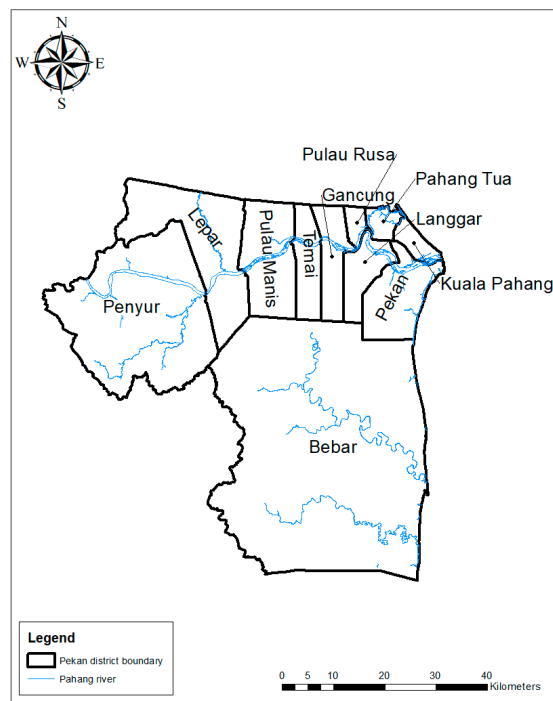 N
W E
S
Pulau Rusa
Gancung
Pahang Tua
Langgar
Lepar
Pulau Manis
Temai
Kuala Pahang
Pekan
Penyur
Bebar
Legend
Pekan district boundary
Pahang river
0 5 10 20 30 40
Kilometers